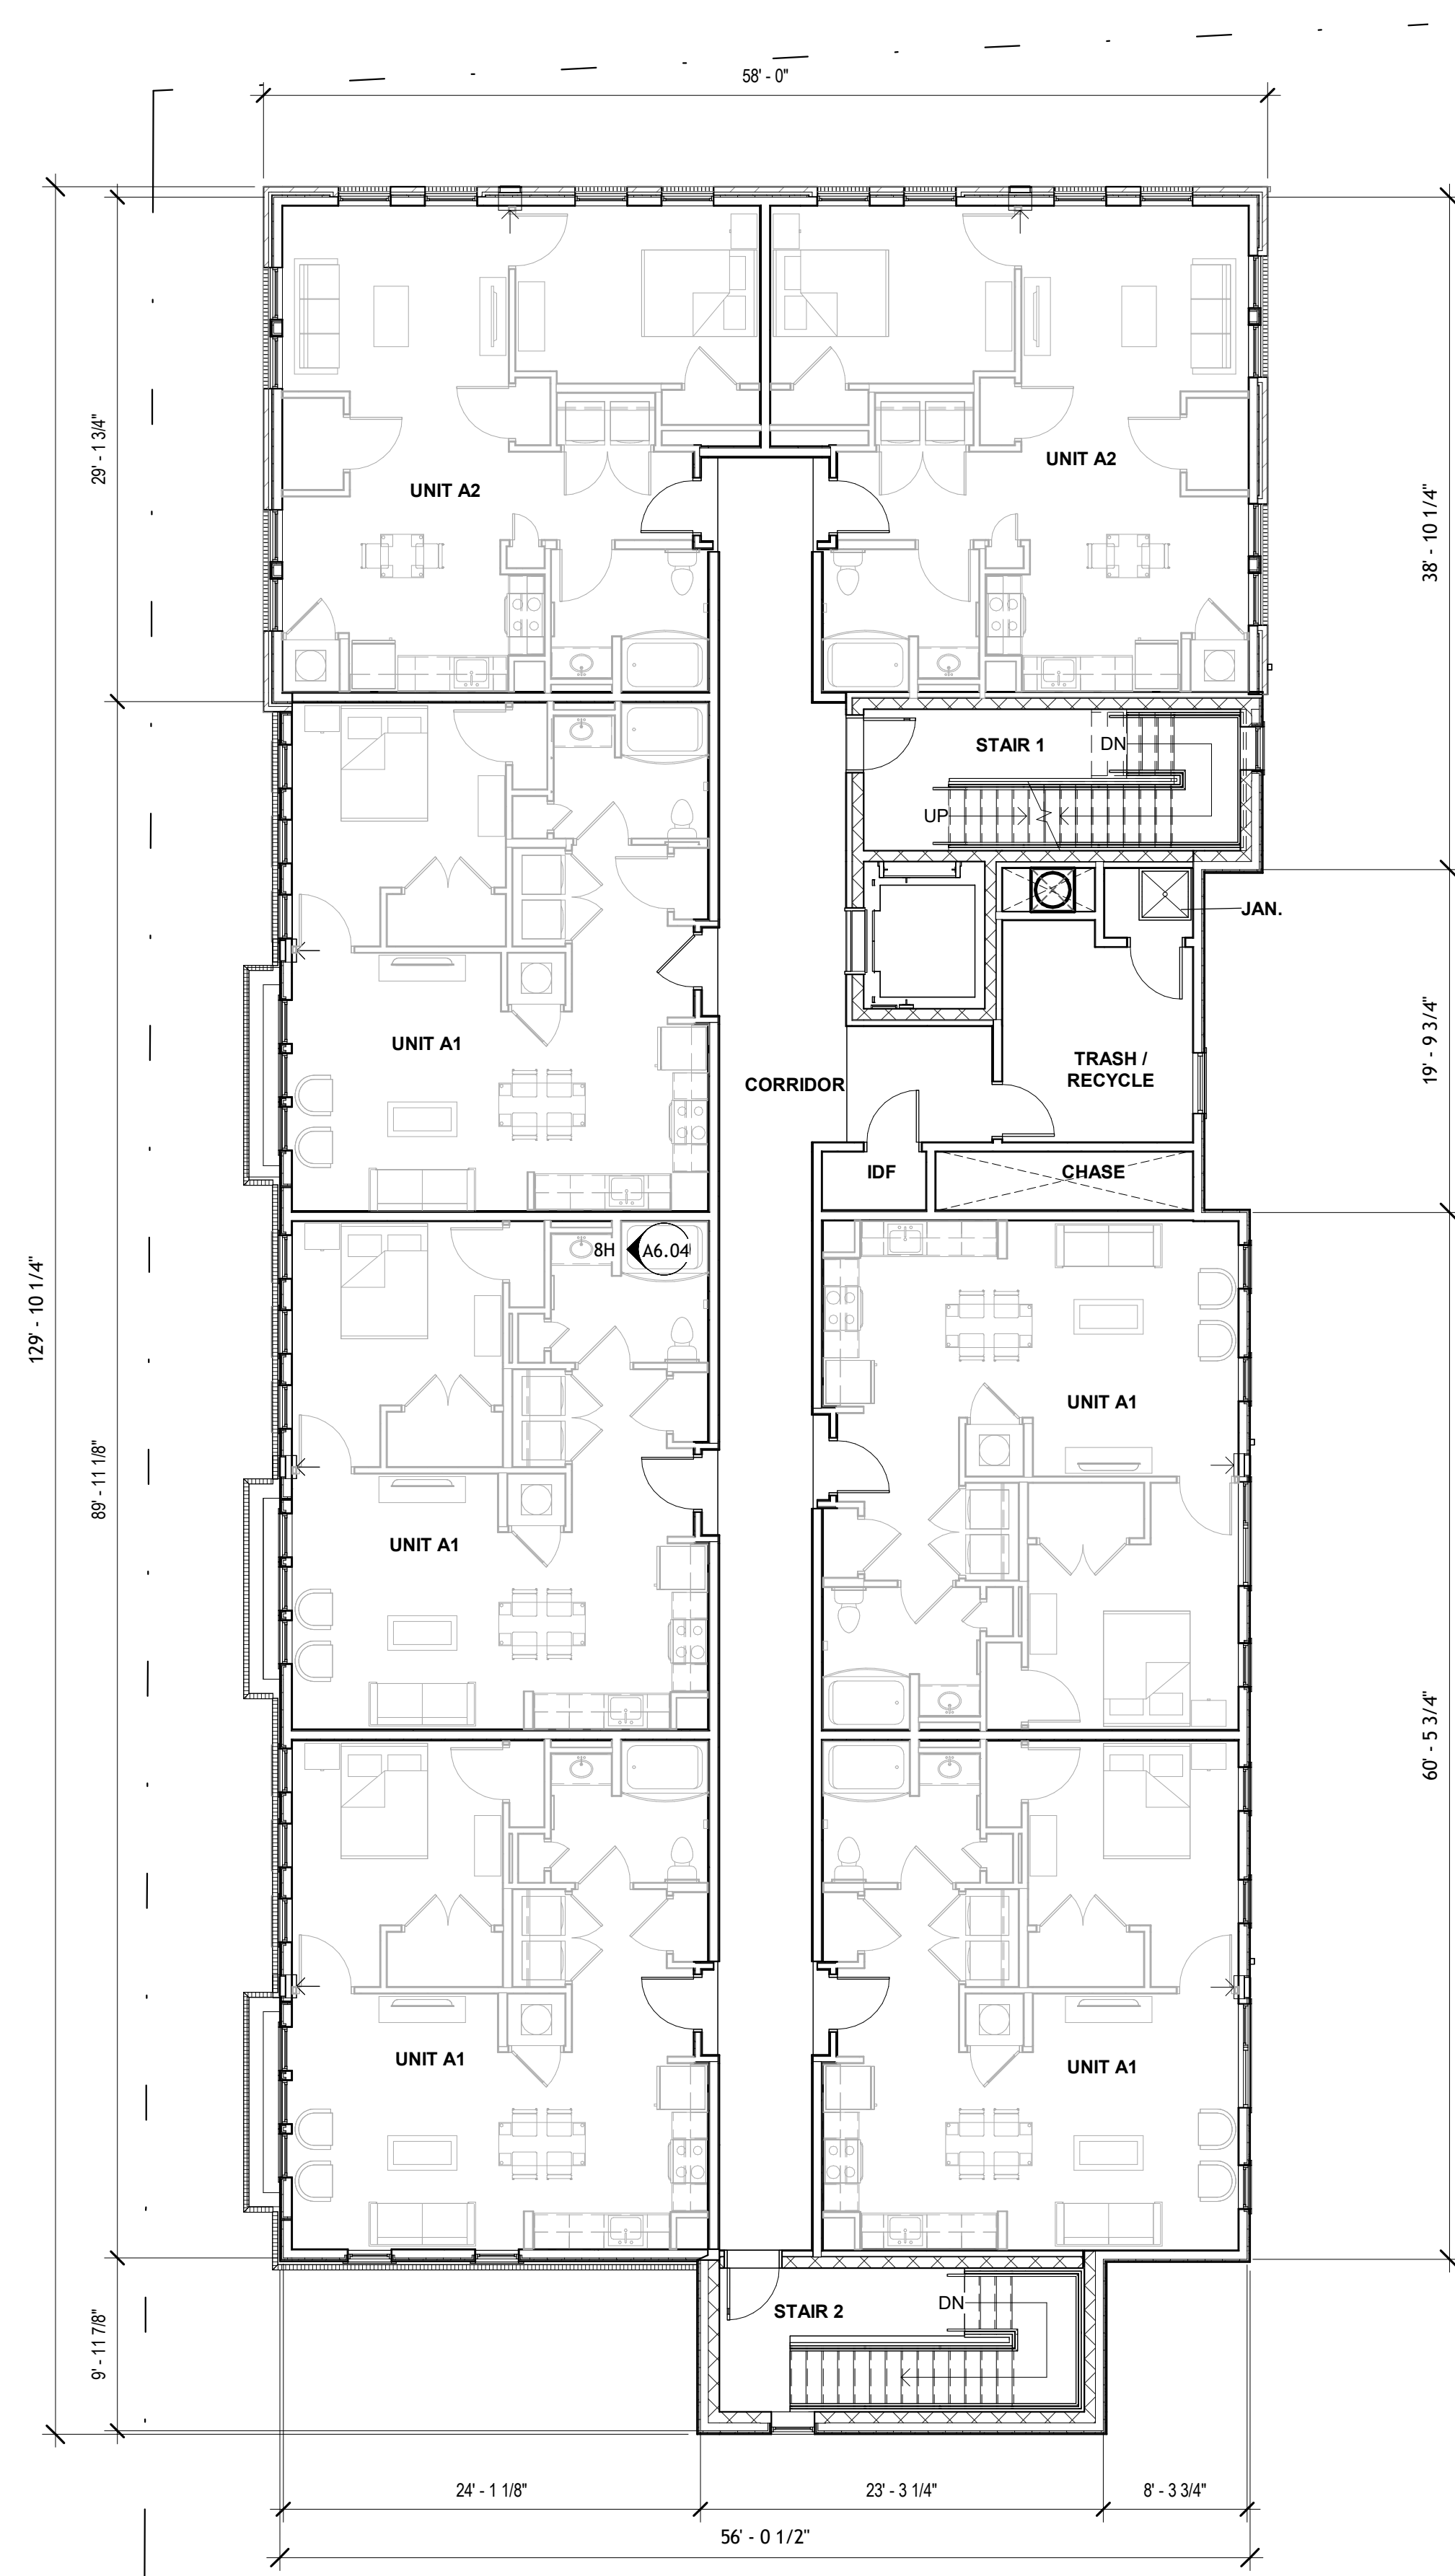 58' - 0"
29' - 1 3/4"
UNIT A2
UNIT A2
38' - 10 1/4"
STAIR 1
DN
UP
JAN.
UNIT A1
TRASH /
RECYCLE
CORRIDOR
19' - 9 3/4"
IDF
CHASE
8H
A6.04
129' - 10 1/4"
UNIT A1
89' - 11 1/8"
UNIT A1
60' - 5 3/4"
UNIT A1
UNIT A1
STAIR 2
DN
9' - 11 7/8"
24' - 1 1/8"
23' - 3 1/4"
8' - 3 3/4"
56' - 0 1/2"